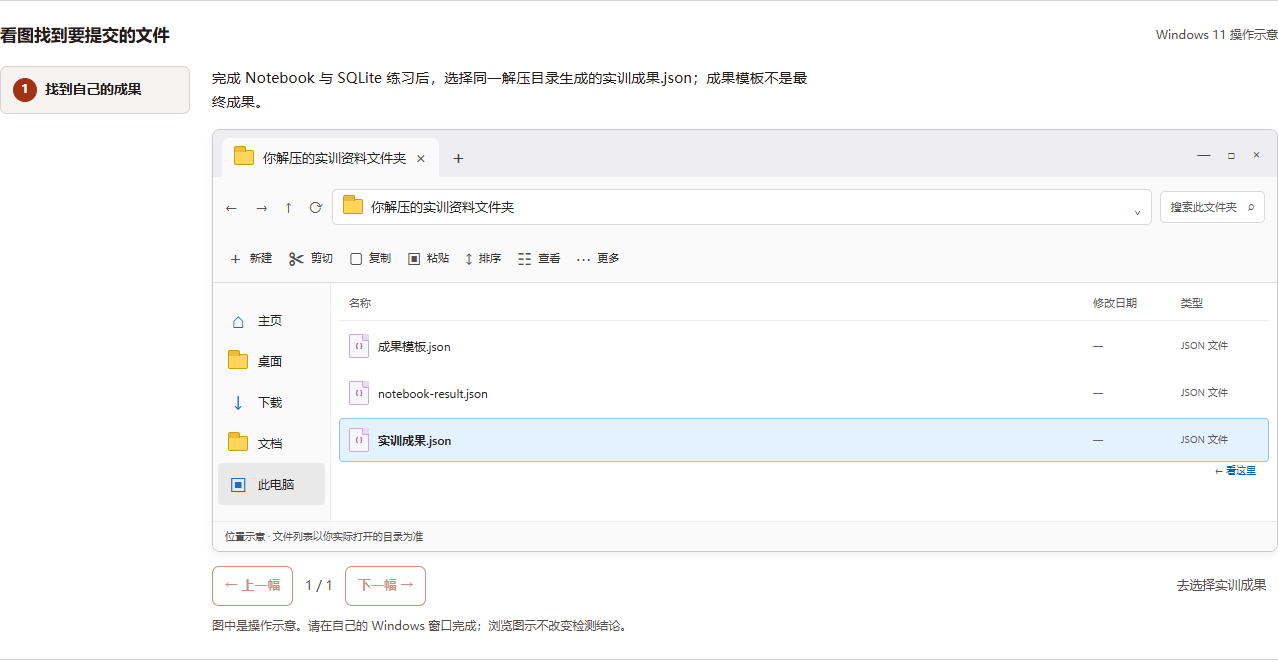 看图找到要提交的文件
Windows 11 操作示意
1 找到自己的成果
完成 Notebook 与 SQLite 练习后，选择同一解压目录生成的实训成果.json；成果模板不是最
终成果。
你解压的实训资料文件夹 × +
— □ ×
← → ↑ ⟳ 你解压的实训资料文件夹 ⌄ 搜索此文件夹 ⌕
+ 新建 ✂ 剪切 ▢ 复制 ▣ 粘贴 ↕ 排序 ☷ 查看 … 更多
名称 修改日期 类型
⌂ 主页
桌面
↓ 下载
文档
▣ 此电脑
{} 成果模板.json — JSON 文件
{} notebook-result.json — JSON 文件
{} 实训成果.json — JSON 文件
← 看这里
位置示意 · 文件列表以你实际打开的目录为准
← 上一幅 1 / 1 下一幅 →
去选择实训成果
图中是操作示意。请在自己的 Windows 窗口完成；浏览图示不改变检测结论。